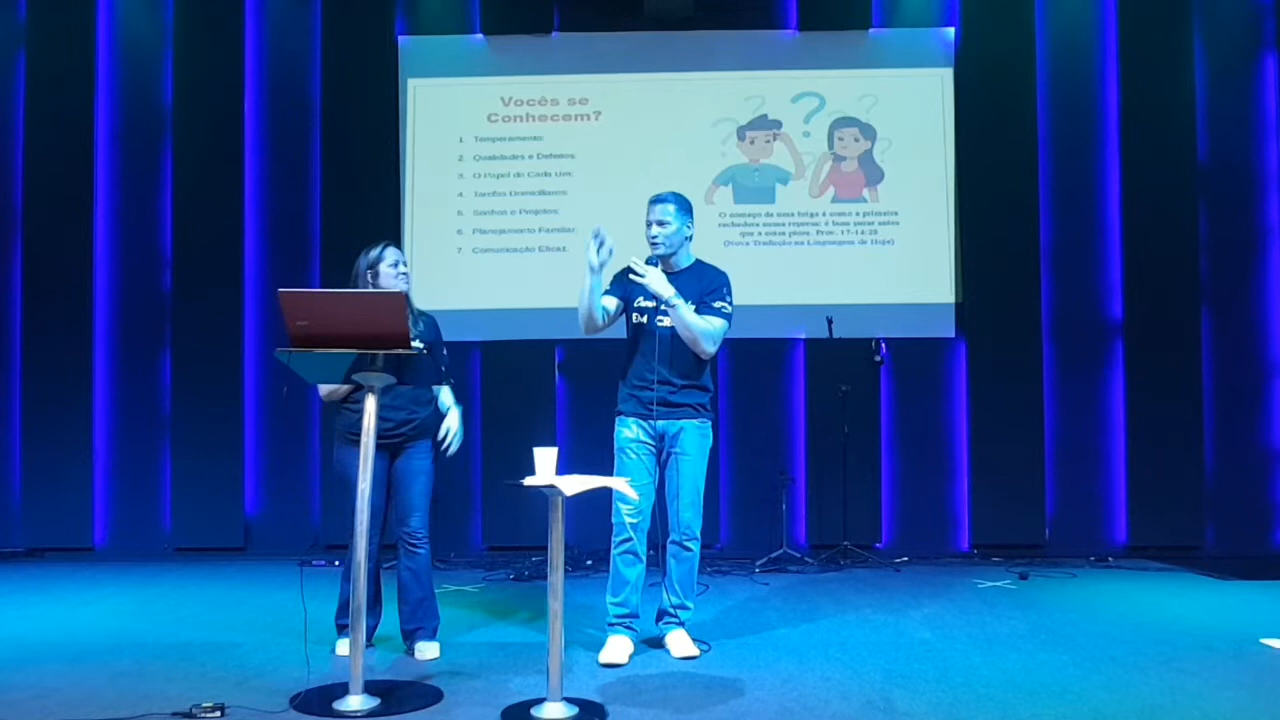 Vocês se
Conhecem?
1. Temperamento;
2. Qualidades e Defeitos;
3. O Papel de Cada Um;
4. Tarefas Domiciliares;
5. Sonhos e Projetos;
6. Planejamento Familiar;
7. Comunicação Eficaz.
? ? ? ? ?
O começo de uma briga é como a primeira
rachadura numa represa: é bom parar antes
que a coisa piore. Prov. 17-14:28
(Nova Tradução na Linguagem de Hoje)
EM CR